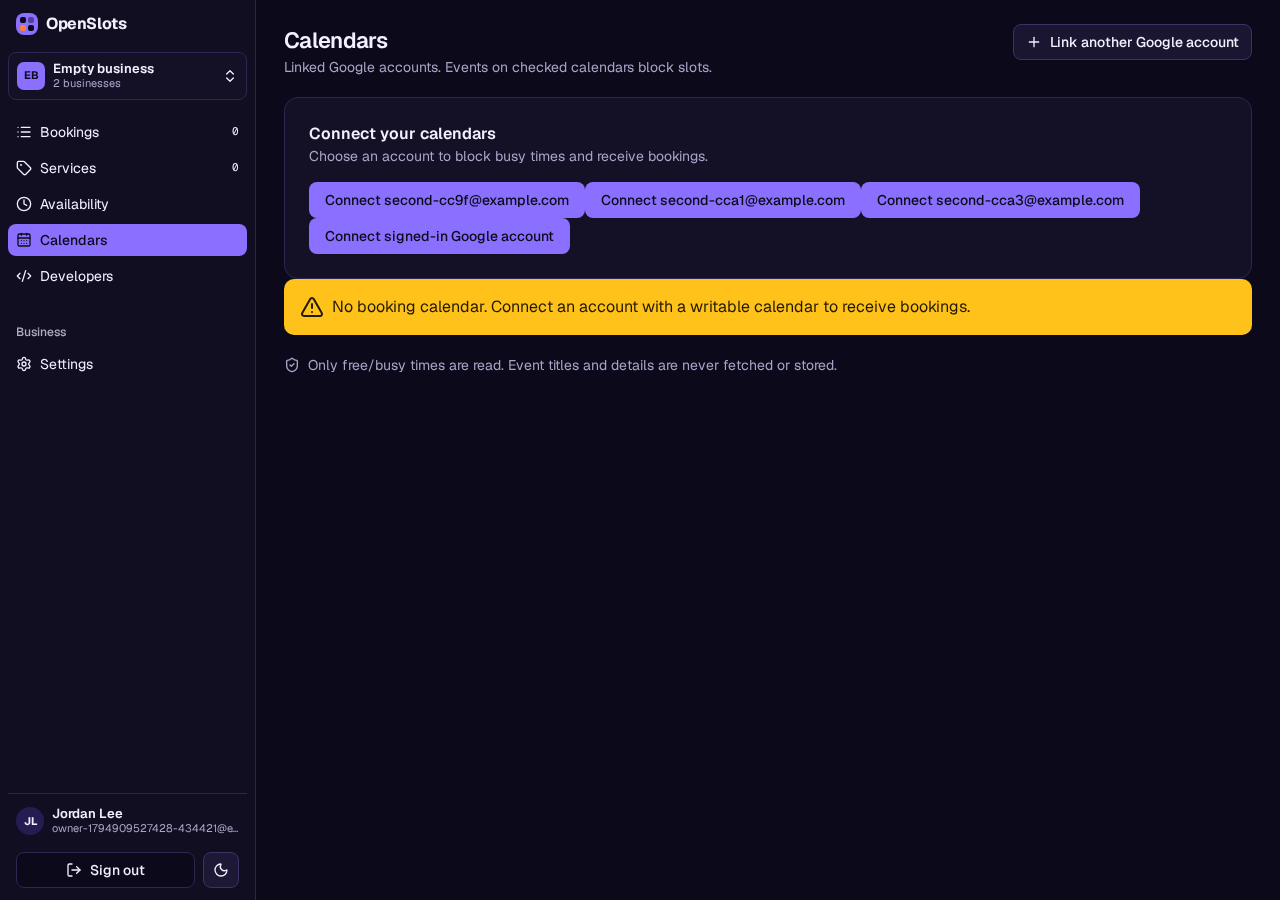 OpenSlots
EB
Empty business
2 businesses
Bookings
0
Services
0
Availability
Calendars
Developers
Business
Settings
JL
Jordan Lee
owner-1794909527428-434421@e…
Sign out
Calendars
Linked Google accounts. Events on checked calendars block slots.
Link another Google account
Connect your calendars
Choose an account to block busy times and receive bookings.
Connect second-cc9f@example.com
Connect second-cca1@example.com
Connect second-cca3@example.com
Connect signed-in Google account
No booking calendar. Connect an account with a writable calendar to receive bookings.
Only free/busy times are read. Event titles and details are never fetched or stored.